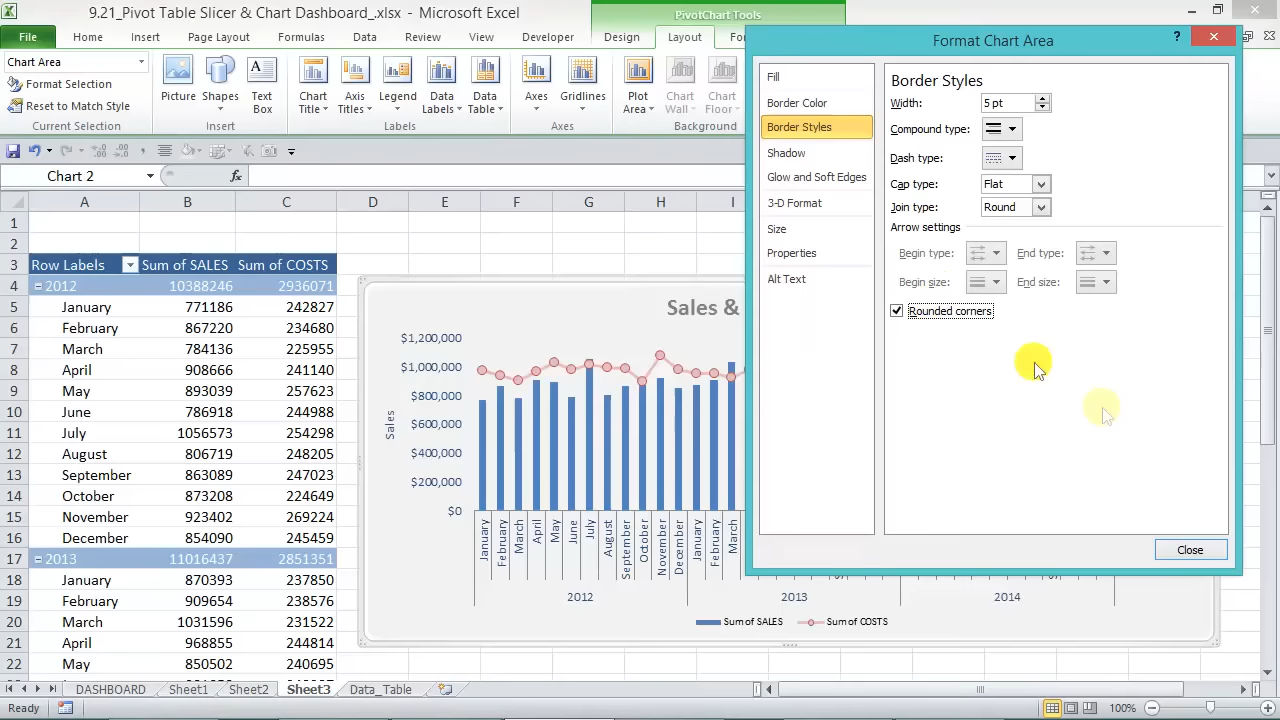 9.21_Pivot Table Slicer & Chart Dashboard_.xlsx - Microsoft Excel
PivotChart Tools
File Home Insert Page Layout Formulas Data Review View Developer Design Layout
Chart Area
Format Selection
Reset to Match Style
Current Selection
Picture Shapes Text Box
Insert
Chart Title Axis Titles Legend Data Labels Data Table
Labels
Axes Gridlines
Axes
Plot Area Chart Wall Chart Floor
Background
Chart 2
fx
A B C D E F G H I
1
2
3 Row Labels Sum of SALES Sum of COSTS
4 2012 10388246 2936071
5 January 771186 242827
6 February 867220 234680
7 March 784136 225955
8 April 908666 241140
9 May 893039 257623
10 June 786918 244988
11 July 1056573 254298
12 August 806719 248205
13 September 863089 247023
14 October 873208 224649
15 November 923402 269224
16 December 854090 245459
17 2013 11016437 2851351
18 January 870393 237850
19 February 909654 238576
20 March 1031596 231522
21 April 968855 244814
22 May 850502 240695
Sales &
$1,200,000
$1,000,000
$800,000
$600,000
$400,000
$200,000
$0
Sales
January February March April May June July August September October November December January February March
2012 2013 2014
Sum of SALES Sum of COSTS
Format Chart Area
?
Fill
Border Color
Border Styles
Shadow
Glow and Soft Edges
3-D Format
Size
Properties
Alt Text
Border Styles
Width: 5 pt
Compound type:
Dash type:
Cap type: Flat
Join type: Round
Arrow settings
Begin type: End type:
Begin size: End size:
Rounded corners
Close
DASHBOARD Sheet1 Sheet2 Sheet3 Data_Table
Ready
100%